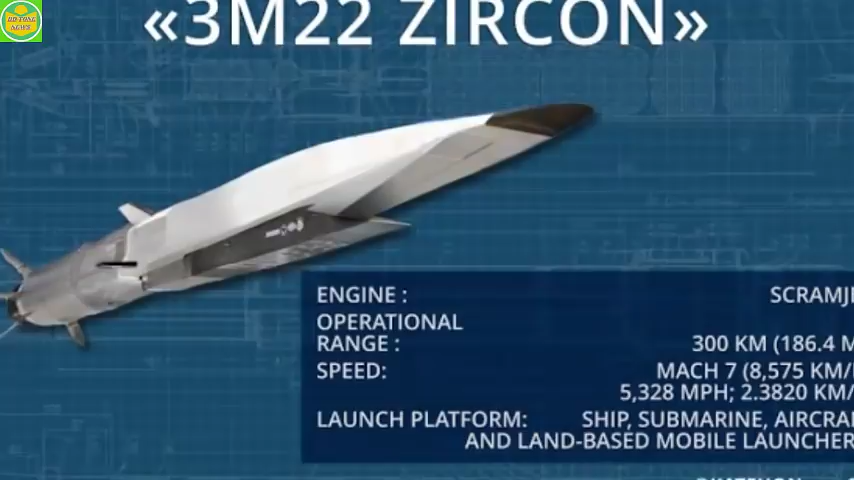 «3M22 ZIRCON»
ENGINE :
SCRAMJE
OPERATIONAL
RANGE :
300 KM (186.4 M
SPEED:
MACH 7 (8,575 KM/
5,328 MPH; 2.3820 KM/
LAUNCH PLATFORM:
SHIP, SUBMARINE, AIRCRA
AND LAND-BASED MOBILE LAUNCHER